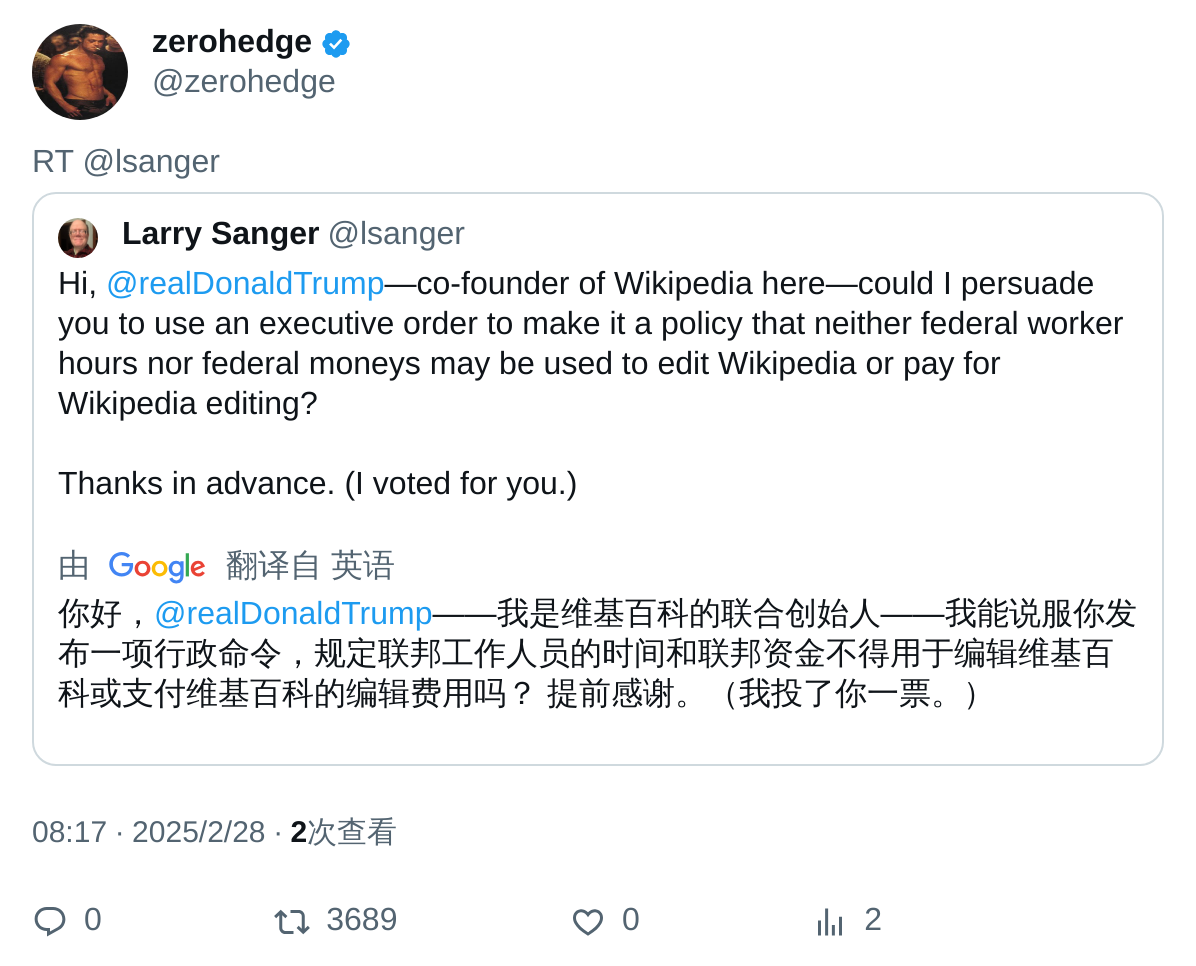 zerohedge
@zerohedge
RT @lsanger
Larry Sanger @lsanger
Hi, @realDonaldTrump—co-founder of Wikipedia here—could I persuade
you to use an executive order to make it a policy that neither federal worker
hours nor federal moneys may be used to edit Wikipedia or pay for
Wikipedia editing?
Thanks in advance. (I voted for you.)
由 Google 翻译自 英语
你好，@realDonaldTrump——我是维基百科的联合创始人——我能说服你发
布一项行政命令，规定联邦工作人员的时间和联邦资金不得用于编辑维基百
科或支付维基百科的编辑费用吗？ 提前感谢。（我投了你一票。）
08:17 · 2025/2/28 · 2次查看
0 3689 0 2